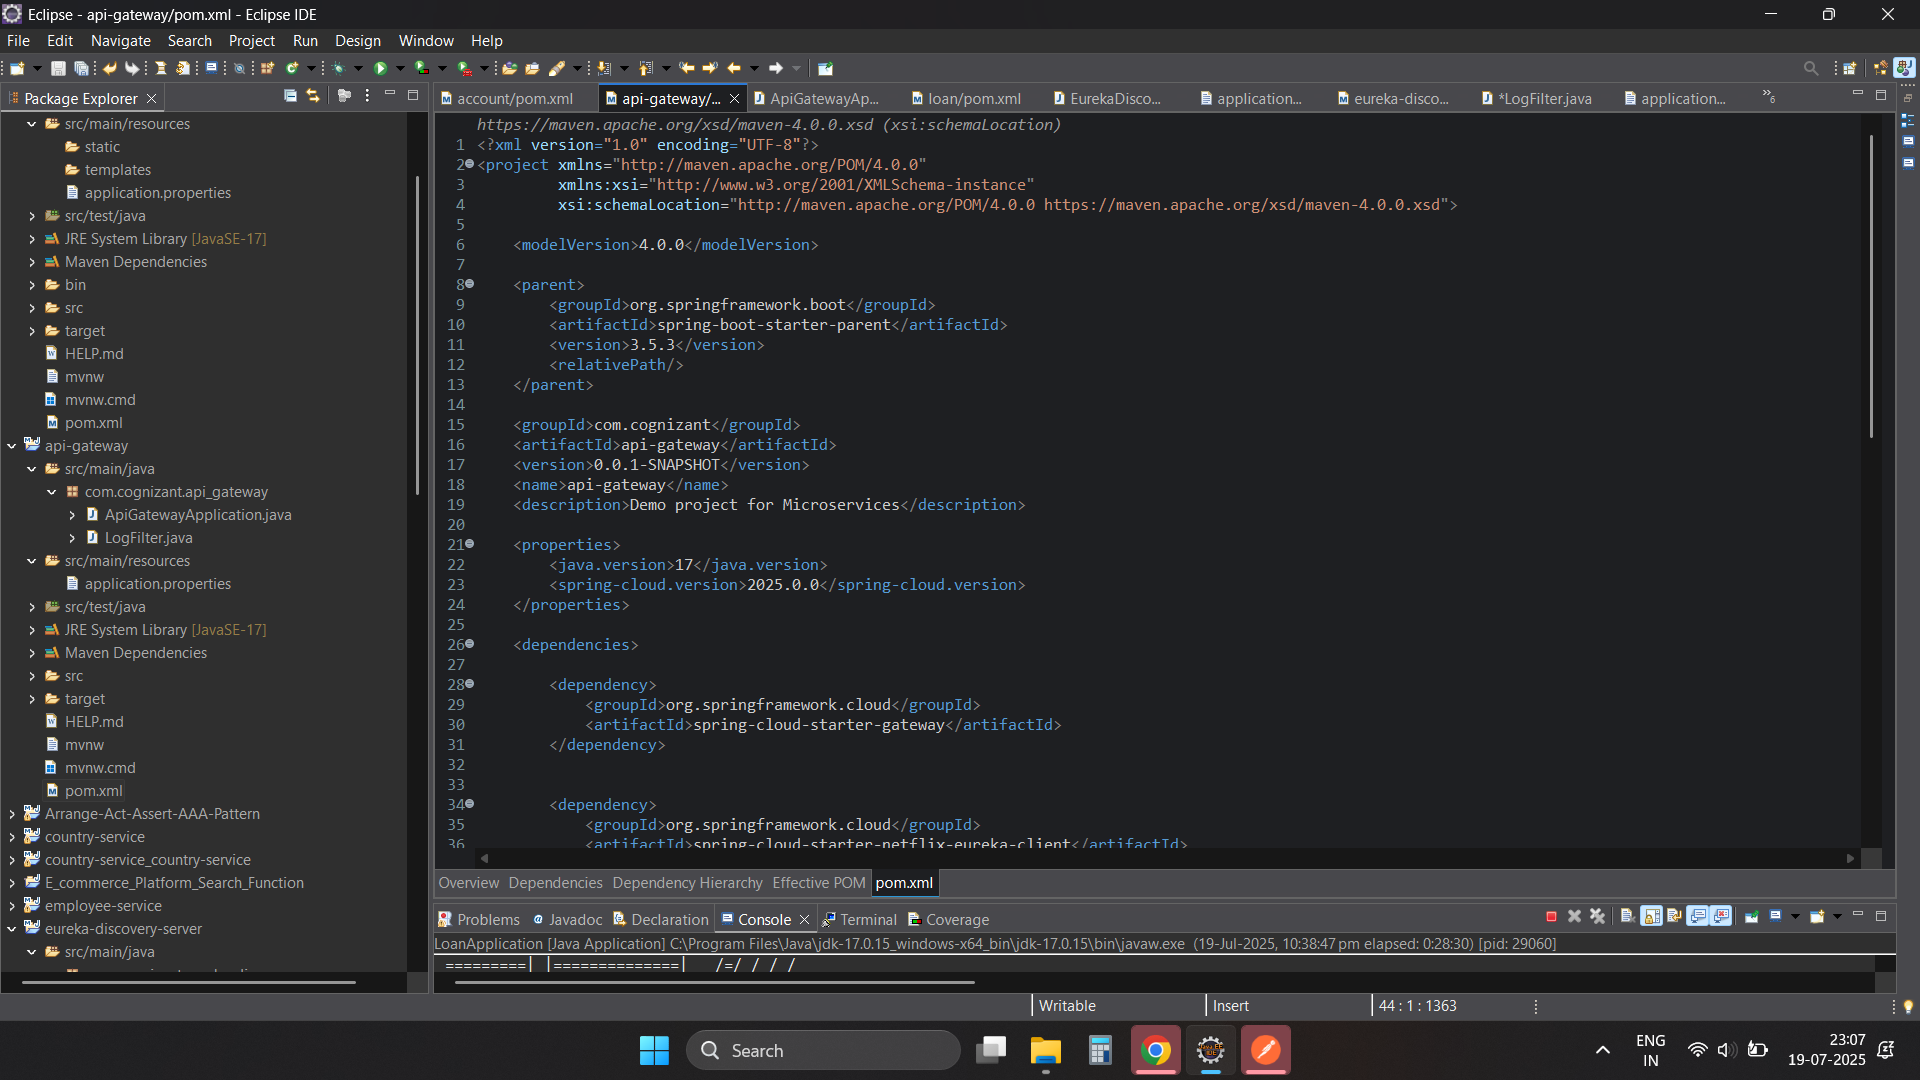 Eclipse - api-gateway/pom.xml - Eclipse IDE
File Edit Navigate Search Project Run Design Window Help
Package Explorer
src/main/resources
static
templates
application.properties
src/test/java
JRE System Library [JavaSE-17]
Maven Dependencies
bin
src
target
HELP.md
mvnw
mvnw.cmd
pom.xml
api-gateway
src/main/java
com.cognizant.api_gateway
ApiGatewayApplication.java
LogFilter.java
src/main/resources
application.properties
src/test/java
JRE System Library [JavaSE-17]
Maven Dependencies
src
target
HELP.md
mvnw
mvnw.cmd
pom.xml
Arrange-Act-Assert-AAA-Pattern
country-service
country-service_country-service
E_commerce_Platform_Search_Function
employee-service
eureka-discovery-server
src/main/java
account/pom.xml api-gateway/... ApiGatewayAp... loan/pom.xml EurekaDisco... application... eureka-disco... *LogFilter.java application... »6
https://maven.apache.org/xsd/maven-4.0.0.xsd (xsi:schemaLocation)
1 <?xml version="1.0" encoding="UTF-8"?>
2 <project xmlns="http://maven.apache.org/POM/4.0.0"
3 xmlns:xsi="http://www.w3.org/2001/XMLSchema-instance"
4 xsi:schemaLocation="http://maven.apache.org/POM/4.0.0 https://maven.apache.org/xsd/maven-4.0.0.xsd">
5
6 <modelVersion>4.0.0</modelVersion>
7
8 <parent>
9 <groupId>org.springframework.boot</groupId>
10 <artifactId>spring-boot-starter-parent</artifactId>
11 <version>3.5.3</version>
12 <relativePath/>
13 </parent>
14
15 <groupId>com.cognizant</groupId>
16 <artifactId>api-gateway</artifactId>
17 <version>0.0.1-SNAPSHOT</version>
18 <name>api-gateway</name>
19 <description>Demo project for Microservices</description>
20
21 <properties>
22 <java.version>17</java.version>
23 <spring-cloud.version>2025.0.0</spring-cloud.version>
24 </properties>
25
26 <dependencies>
27
28 <dependency>
29 <groupId>org.springframework.cloud</groupId>
30 <artifactId>spring-cloud-starter-gateway</artifactId>
31 </dependency>
32
33
34 <dependency>
35 <groupId>org.springframework.cloud</groupId>
36 <artifactId>spring-cloud-starter-netflix-eureka-client</artifactId>
Overview Dependencies Dependency Hierarchy Effective POM pom.xml
Problems Javadoc Declaration Console Terminal Coverage
LoanApplication [Java Application] C:\Program Files\Java\jdk-17.0.15_windows-x64_bin\jdk-17.0.15\bin\javaw.exe (19-Jul-2025, 10:38:47 pm elapsed: 0:28:30) [pid: 29060]
=========| |==============| /=/ / / /
Writable Insert 44 : 1 : 1363
Search
ENG
IN
23:07
19-07-2025